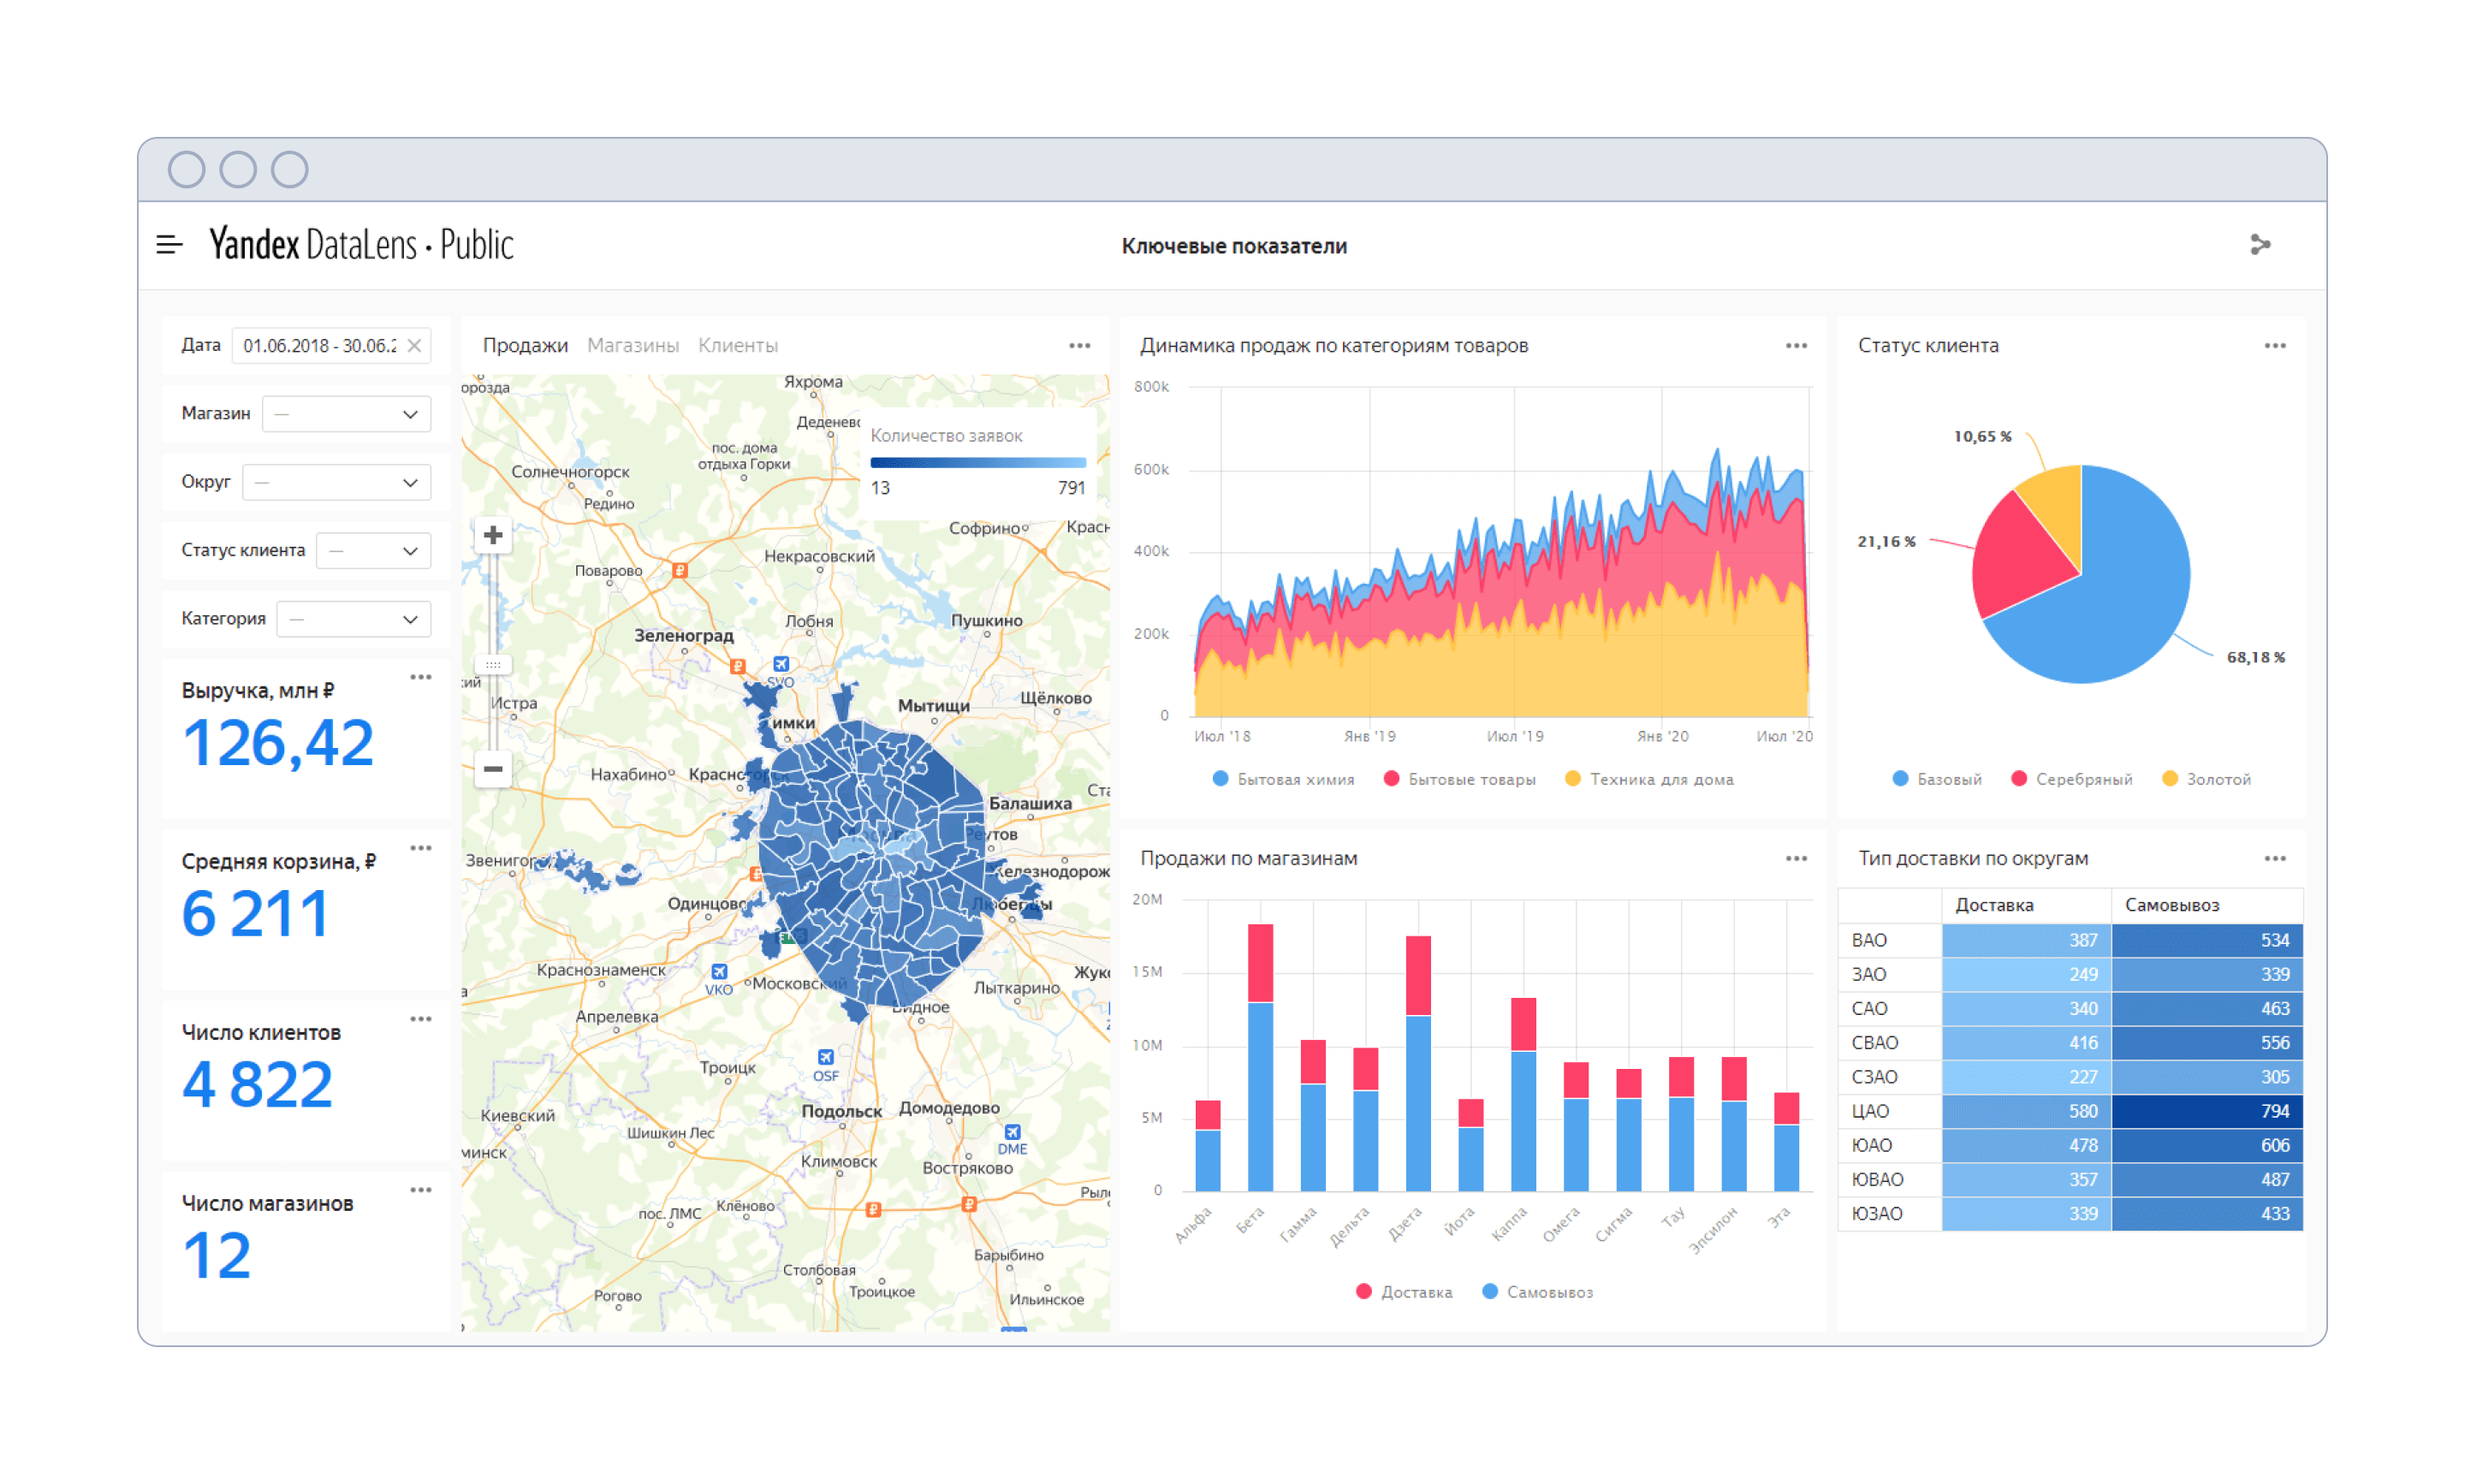 Yandex DataLens · Public
Ключевые показатели
Дата
01.06.2018 - 30.06.2
Магазин
—
Округ
—
Статус клиента
—
Категория
—
Выручка, млн ₽
126,42
Средняя корзина, ₽
6 211
Число клиентов
4 822
Число магазинов
12
Продажи Магазины Клиенты
Количество заявок
13 791
Яхрома
Деденево
пос. дома
отдыха Горки
Солнечногорск
Редино
Софрино
Некрасовский
Поварово
Лобня
Пушкино
Зеленоград
SVO
Истра
Мытищи
Щёлково
Нахабино
Балашиха
Реутов
Железнодорож
Люберцы
Одинцово
Краснознаменск
VKO
Московский
Лыткарино
Видное
Апрелевка
Троицк
OSF
Подольск
Домодедово
Киевский
Шишкин Лес
DME
Климовск
Востряково
пос. ЛМС
Клёново
Барыбино
Столбовая
Троицкое
Рогово
Ильинское
Динамика продаж по категориям товаров
800k
600k
400k
200k
0
Июл '18 Янв '19 Июл '19 Янв '20 Июл '20
Бытовая химия Бытовые товары Техника для дома
Статус клиента
10,65 %
21,16 %
68,18 %
Базовый Серебряный Золотой
Продажи по магазинам
20M
15M
10M
5M
0
Альфа Бета Гамма Дельта Дзета Йота Каппа Омега Сигма Тау Эпсилон Эта
Доставка Самовывоз
Тип доставки по округам
Доставка Самовывоз
ВАО 387 534
ЗАО 249 339
САО 340 463
СВАО 416 556
СЗАО 227 305
ЦАО 580 794
ЮАО 478 606
ЮВАО 357 487
ЮЗАО 339 433